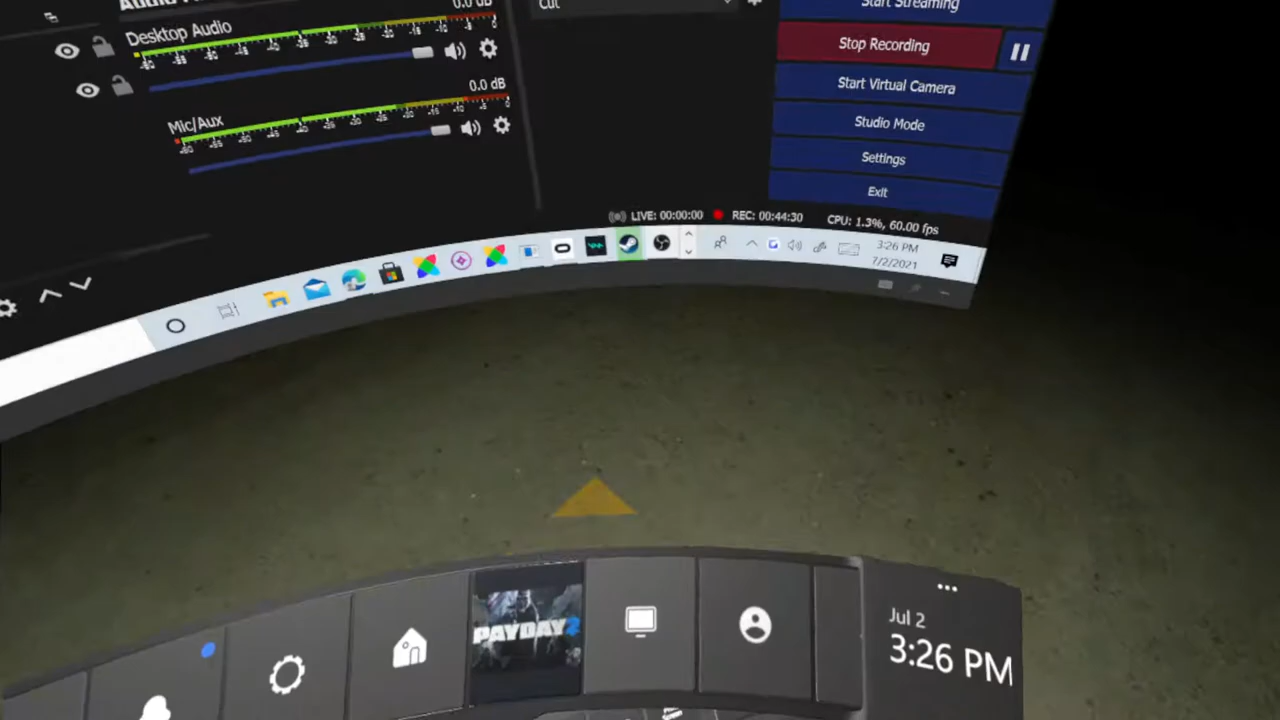 0.0 dB
Cut
Start Streaming
Desktop Audio
Stop Recording
0.0 dB
Start Virtual Camera
Mic/Aux
Studio Mode
Settings
Exit
LIVE: 00:00:00
REC: 00:44:30
CPU: 1.3%, 60.00 fps
3:26 PM
7/2/2021
PAYDAY 2
Jul 2
3:26 PM